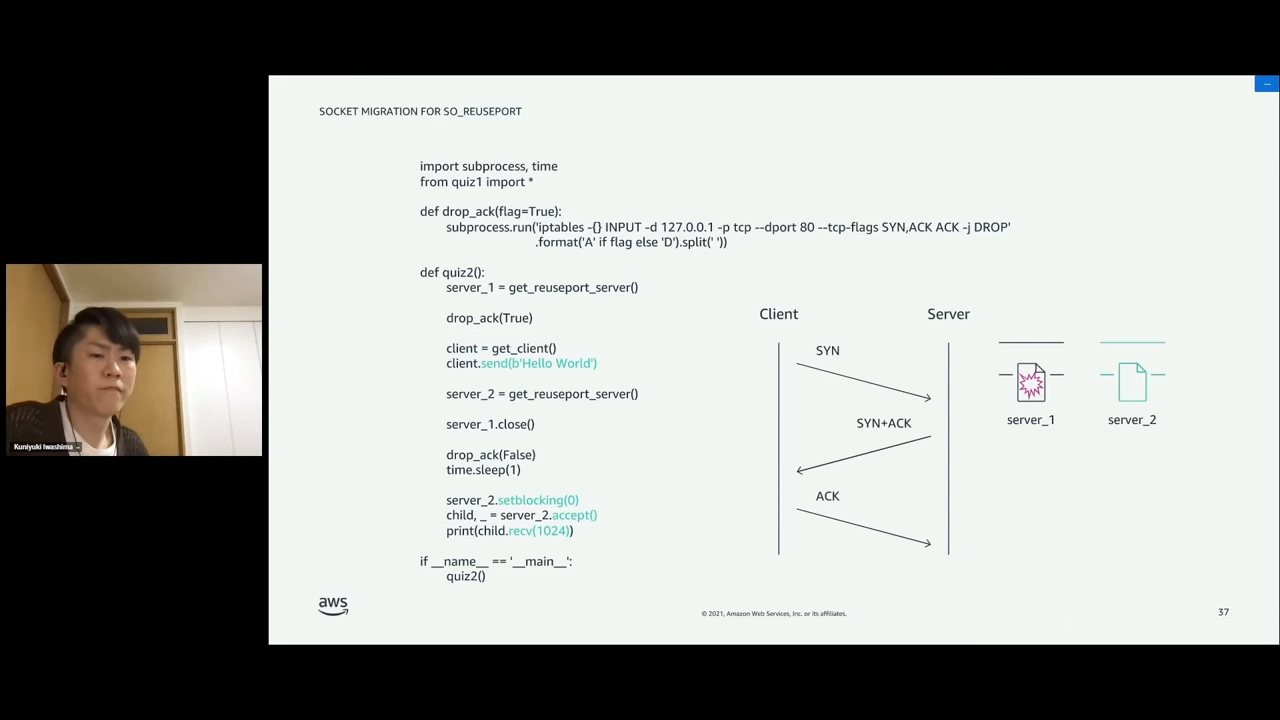 SOCKET MIGRATION FOR SO_REUSEPORT
import subprocess, time
from quiz1 import *
def drop_ack(flag=True):
subprocess.run('iptables -{} INPUT -d 127.0.0.1 -p tcp --dport 80 --tcp-flags SYN,ACK ACK -j DROP'
.format('A' if flag else 'D').split(' '))
def quiz2():
server_1 = get_reuseport_server()
drop_ack(True)
client = get_client()
client.send(b'Hello World')
server_2 = get_reuseport_server()
server_1.close()
drop_ack(False)
time.sleep(1)
server_2.setblocking(0)
child, _ = server_2.accept()
print(child.recv(1024))
if __name__ == '__main__':
quiz2()
Client
Server
SYN
SYN+ACK
ACK
server_1
server_2
Kuniyuki Iwashima
aws
© 2021, Amazon Web Services, Inc. or its affiliates.
37